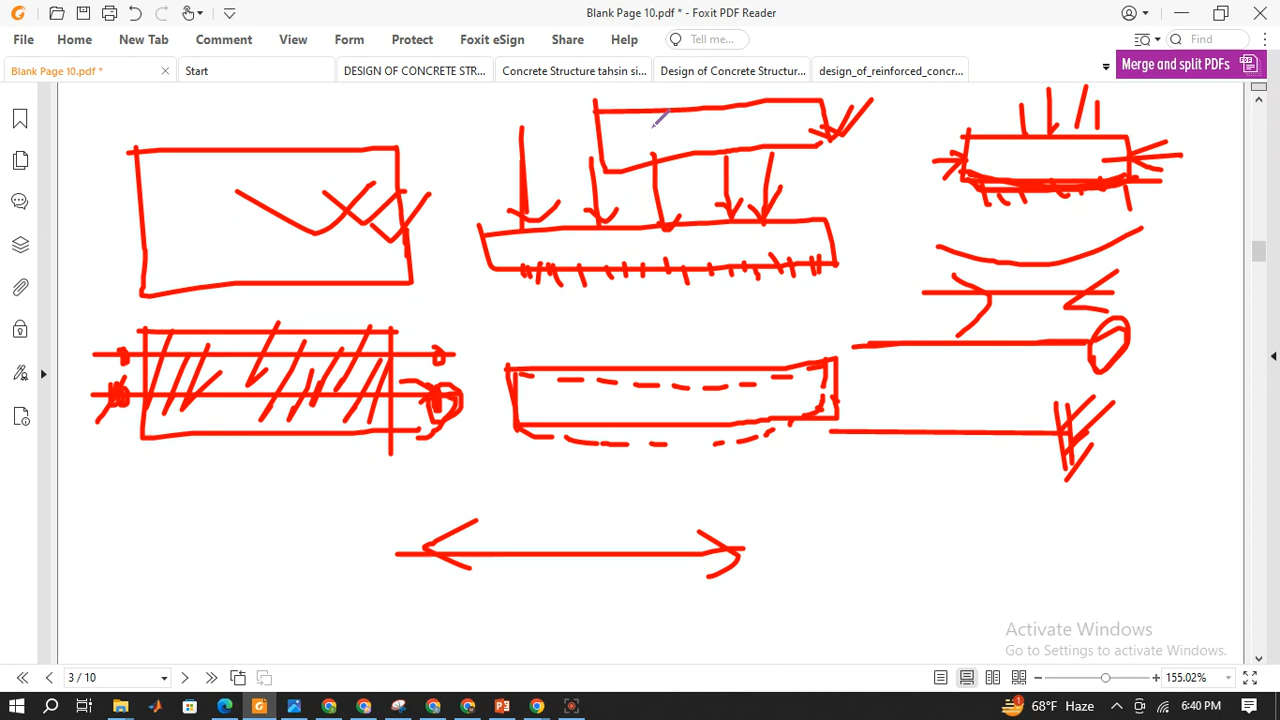 Blank Page 10.pdf * - Foxit PDF Reader
File Home New Tab Comment View Form Protect Foxit eSign Share Help Tell me... Find
Blank Page 10.pdf * Start DESIGN OF CONCRETE STR... Concrete Structure tahsin si... Design of Concrete Structur... design_of_reinforced_concr... Merge and split PDFs
Activate Windows
Go to Settings to activate Windows.
3 / 10 155.02%
1 68°F Haze 6:40 PM